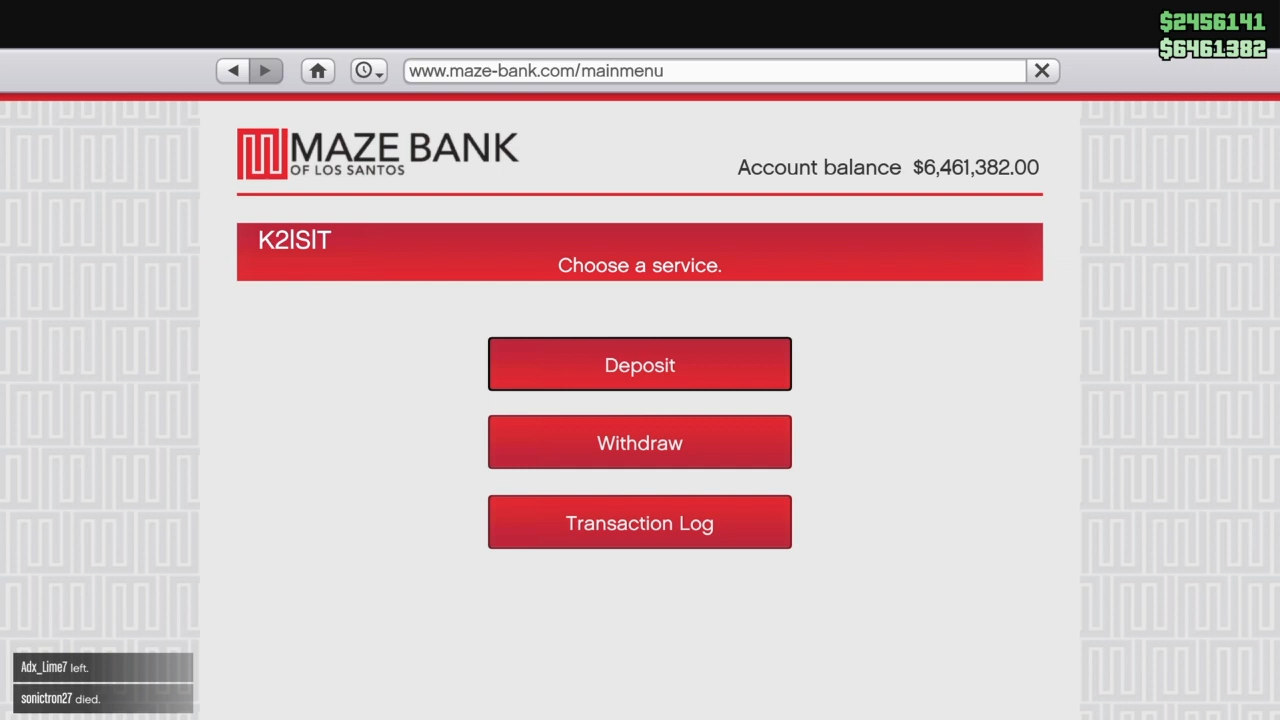 $2456141
$6461382
www.maze-bank.com/mainmenu
MAZE BANK
OF LOS SANTOS
Account balance $6,461,382.00
K2lSlT
Choose a service.
Deposit
Withdraw
Transaction Log
Adx_Lime7 left.
sonictron27 died.